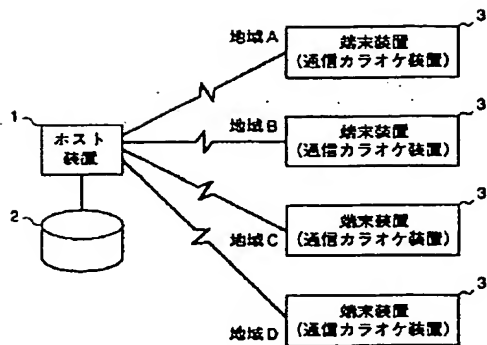 地域A
端末装置
(通信カラオケ装置)
3
1
ホスト
装置
地域B
端末装置
(通信カラオケ装置)
3
2
地域C
端末装置
(通信カラオケ装置)
3
地域D
端末装置
(通信カラオケ装置)
3